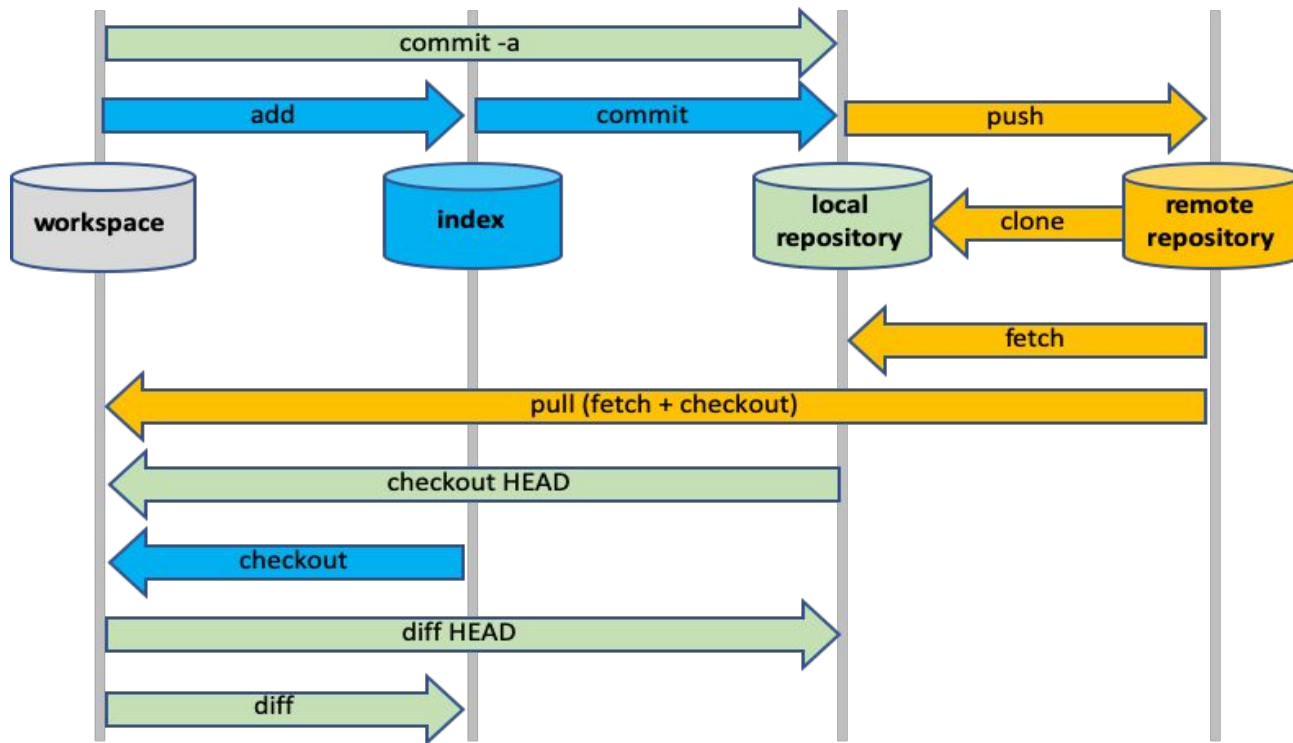 commit -a
add
commit
push
workspace
index
local
repository
clone
remote
repository
fetch
pull (fetch + checkout)
checkout HEAD
checkout
diff HEAD
diff